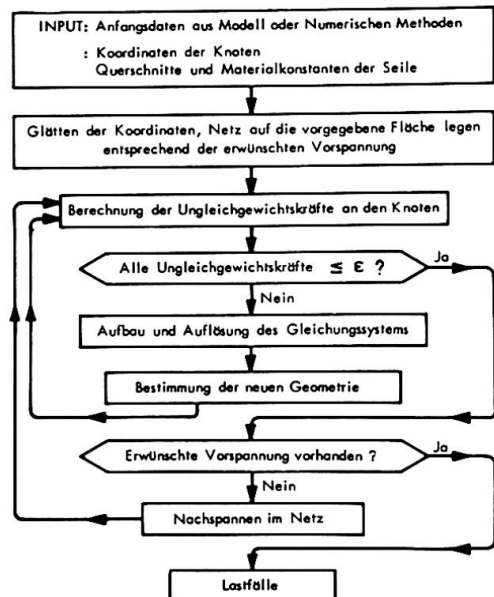 INPUT: Anfangsdaten aus Modell oder Numerischen Methoden
: Koordinaten der Knoten
Querschnitte und Materialkonstanten der Seile
Glätten der Koordinaten, Netz auf die vorgegebene Fläche legen
entsprechend der erwünschten Vorspannung
Berechnung der Ungleichgewichtskräfte an den Knoten
Alle Ungleichgewichtskräfte ≤ ε ?
Ja
Nein
Aufbau und Auflösung des Gleichungssystems
Bestimmung der neuen Geometrie
Erwünschte Vorspannung vorhanden ?
Ja
Nein
Nachspannen im Netz
Lastfälle